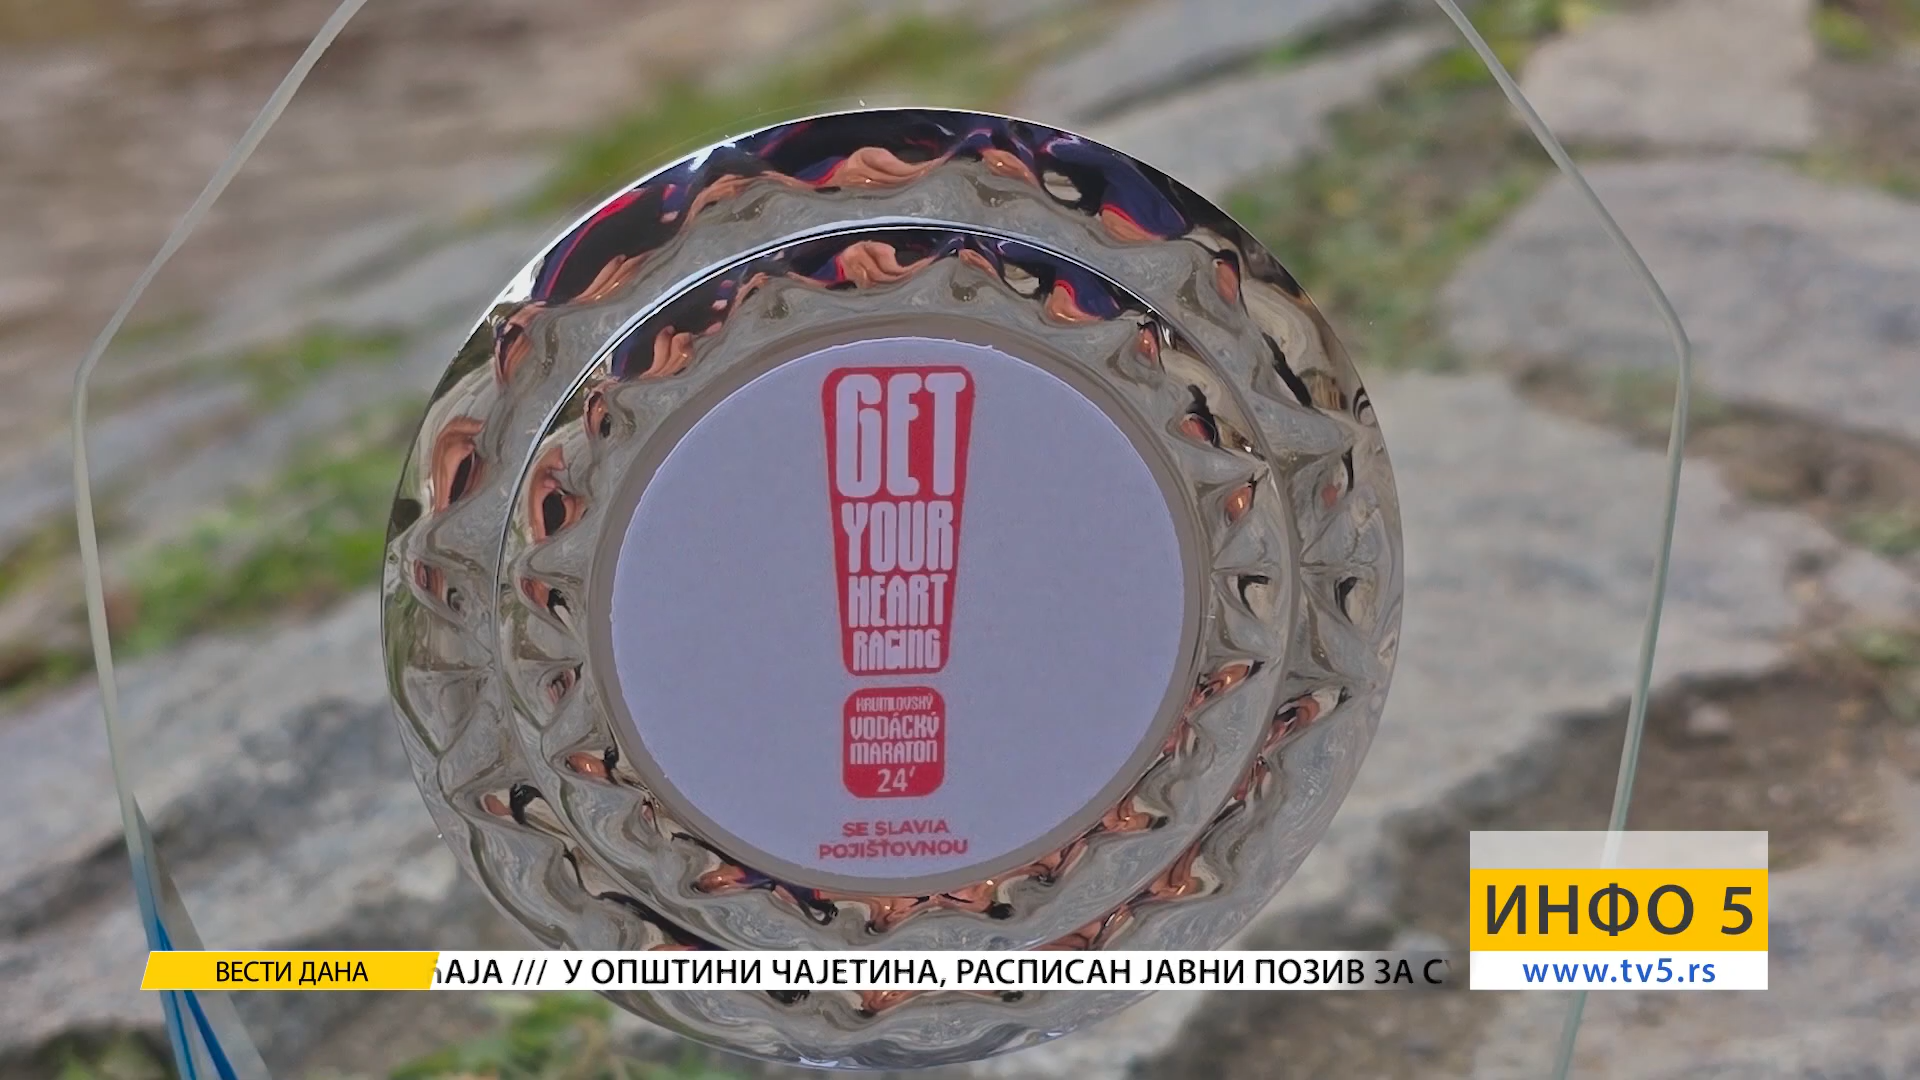 GET
YOUR
HEART
RACING
KRUMLOVSKÝ
VODÁCKÝ
MARATON
24'
SE SLAVIA
POJIŠŤOVNOU
ИНФО 5
www.tv5.rs
ВЕСТИ ДАНА
/// У ОПШТИНИ ЧАЈЕТИНА, РАСПИСАН ЈАВНИ ПОЗИВ ЗА